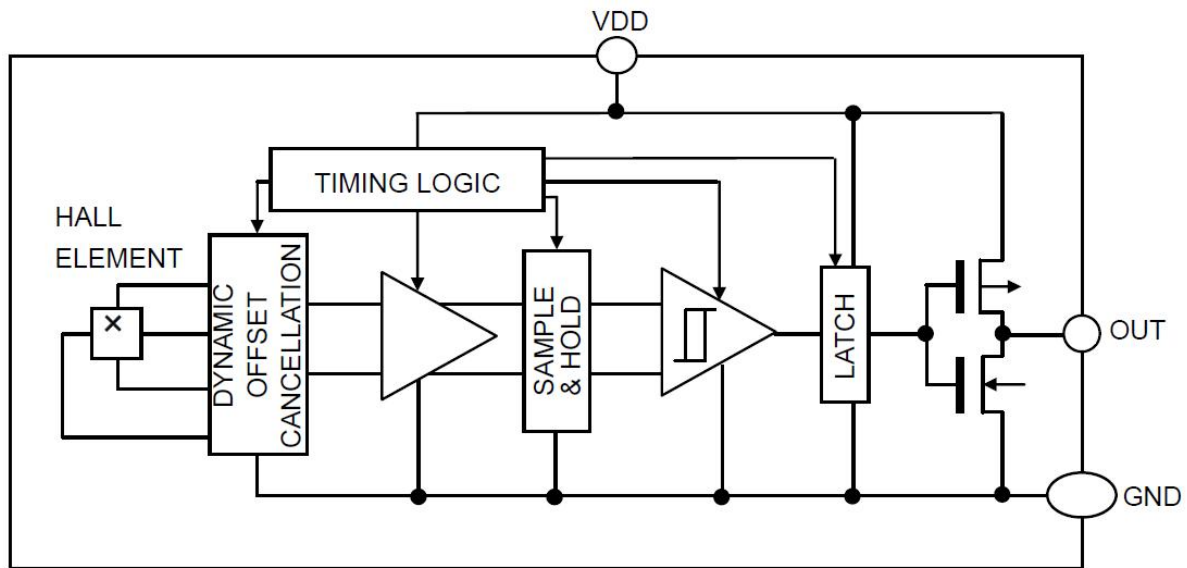 VDD
TIMING LOGIC
HALL
ELEMENT
DYNAMIC
OFFSET
CANCELLATION
SAMPLE
& HOLD
LATCH
OUT
GND